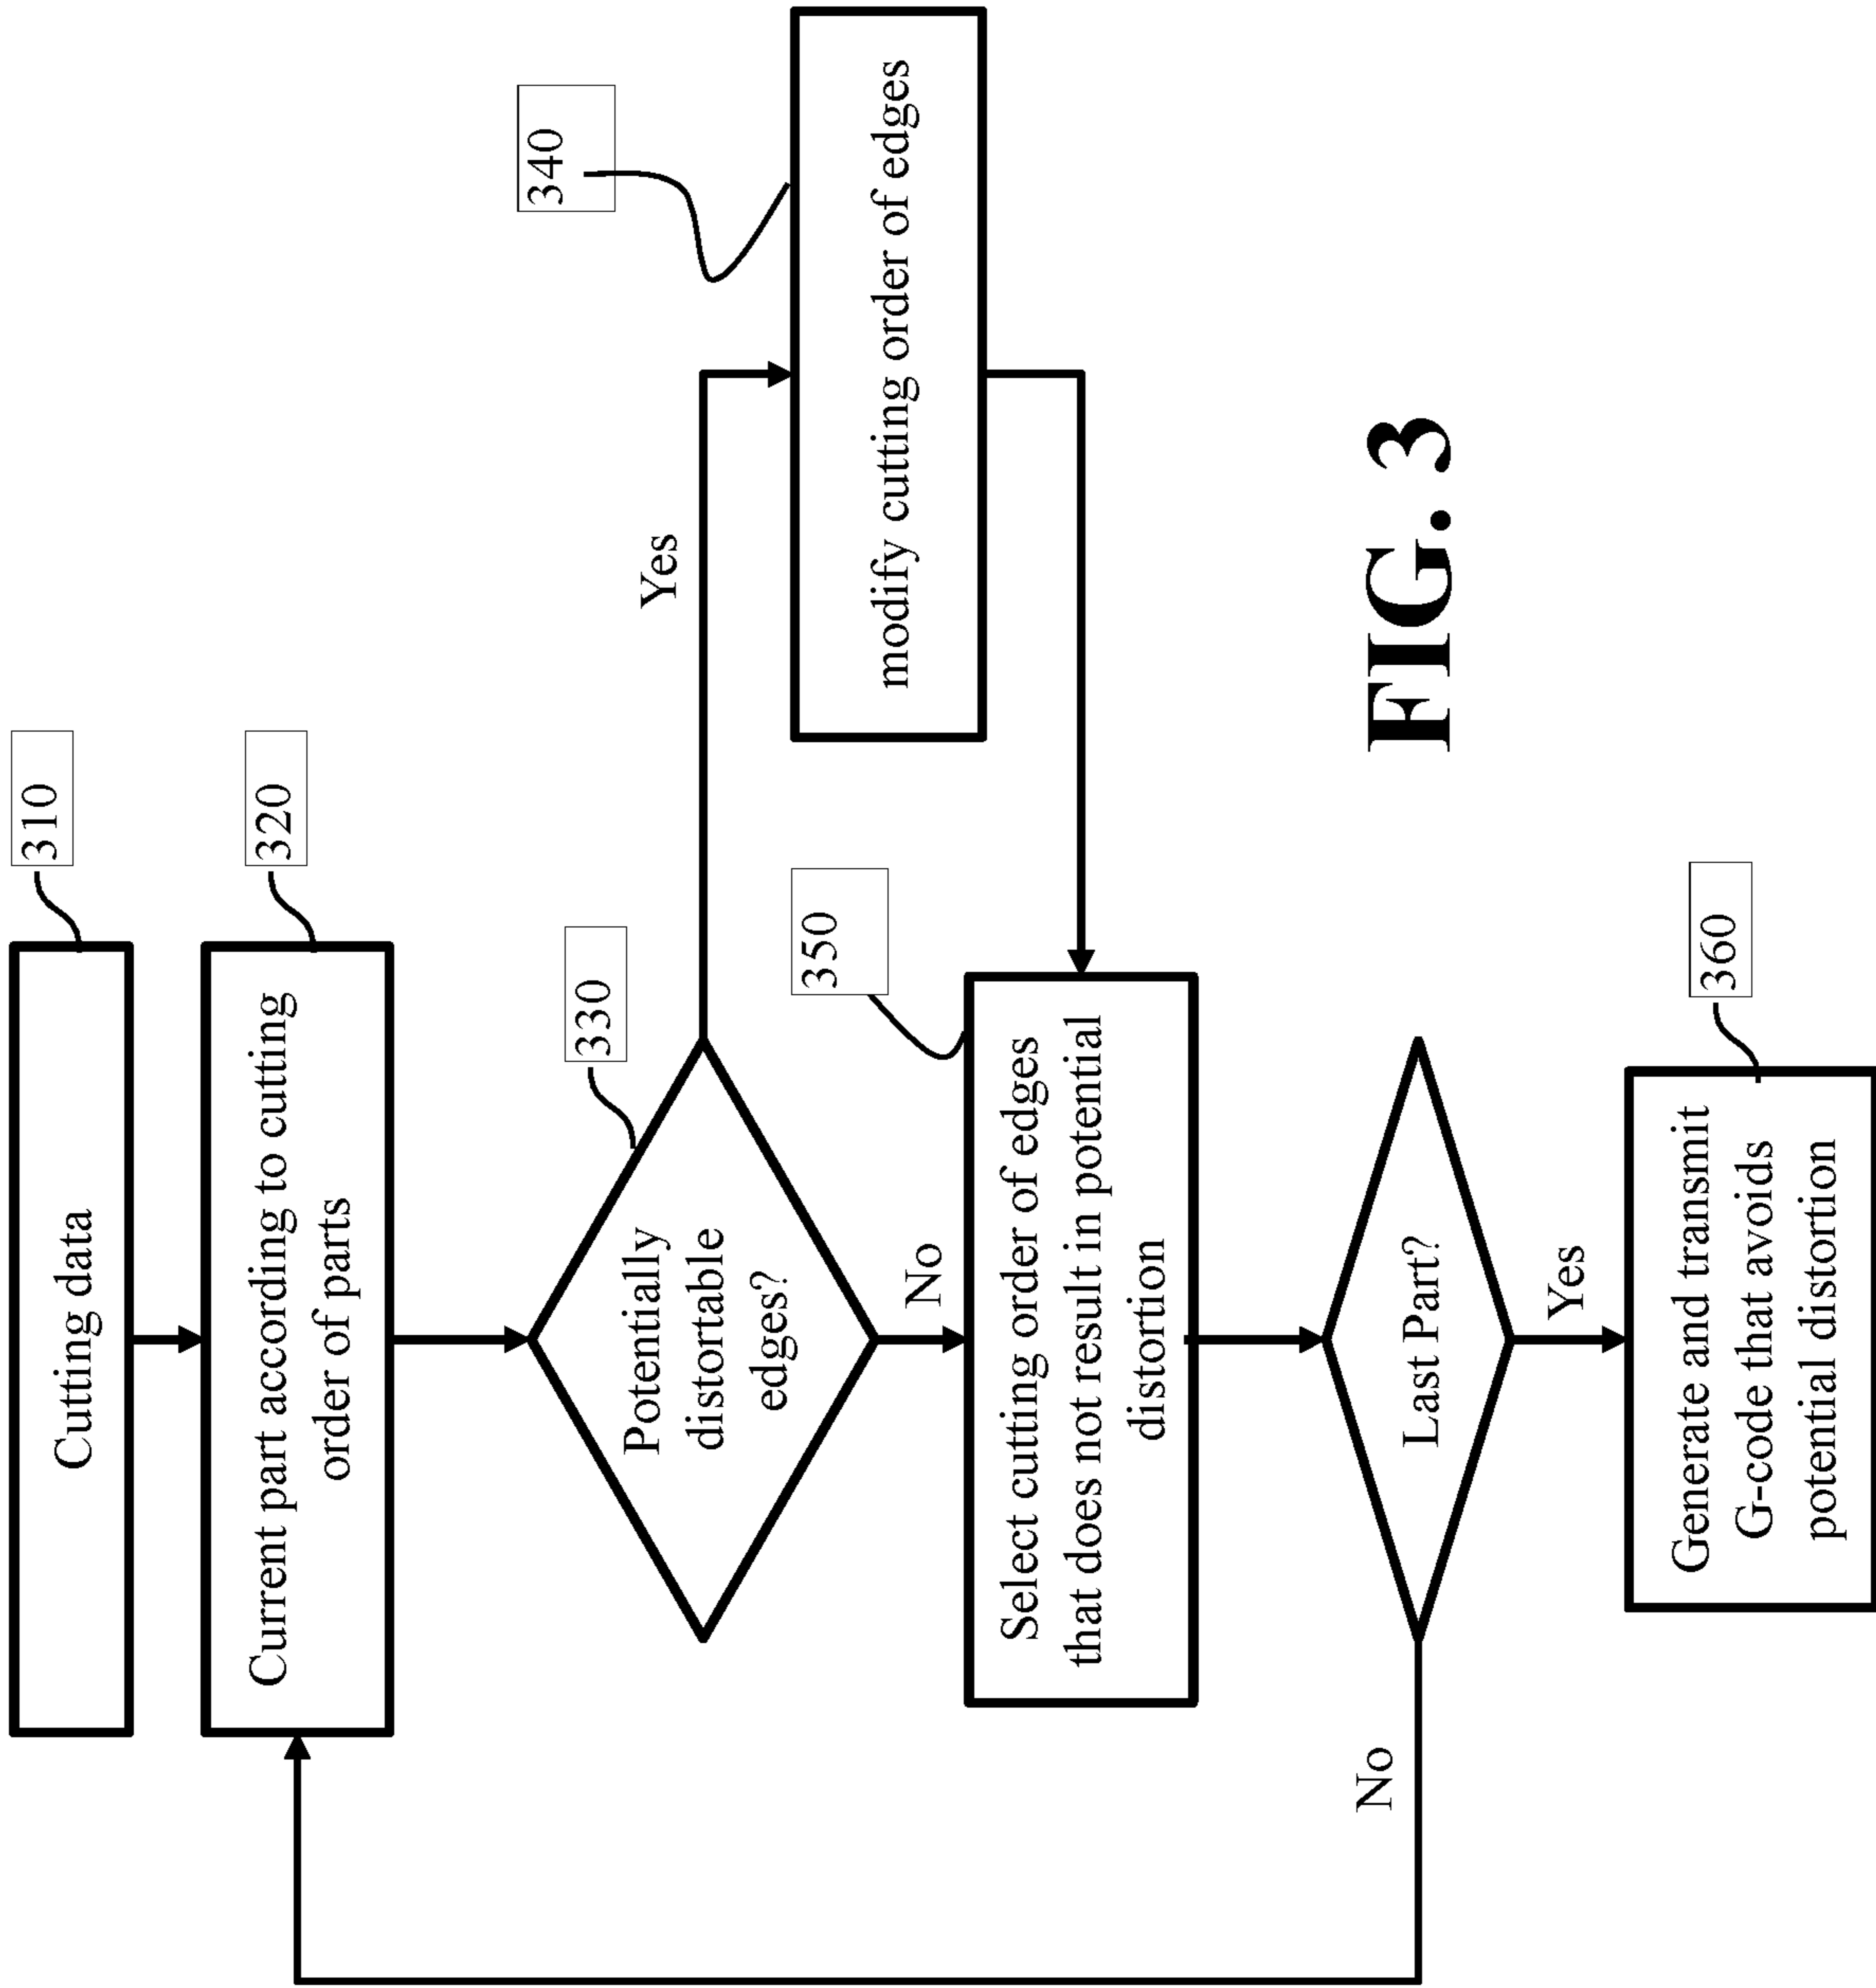 Cutting data
310
Current part according to cutting
order of parts
320
Potentially
distortable
edges?
330
Yes
modify cutting order of edges
340
No
Select cutting order of edges
that does not result in potential
distortion
350
Last Part?
No
Yes
Generate and transmit
G-code that avoids
potential distortion
360
FIG. 3